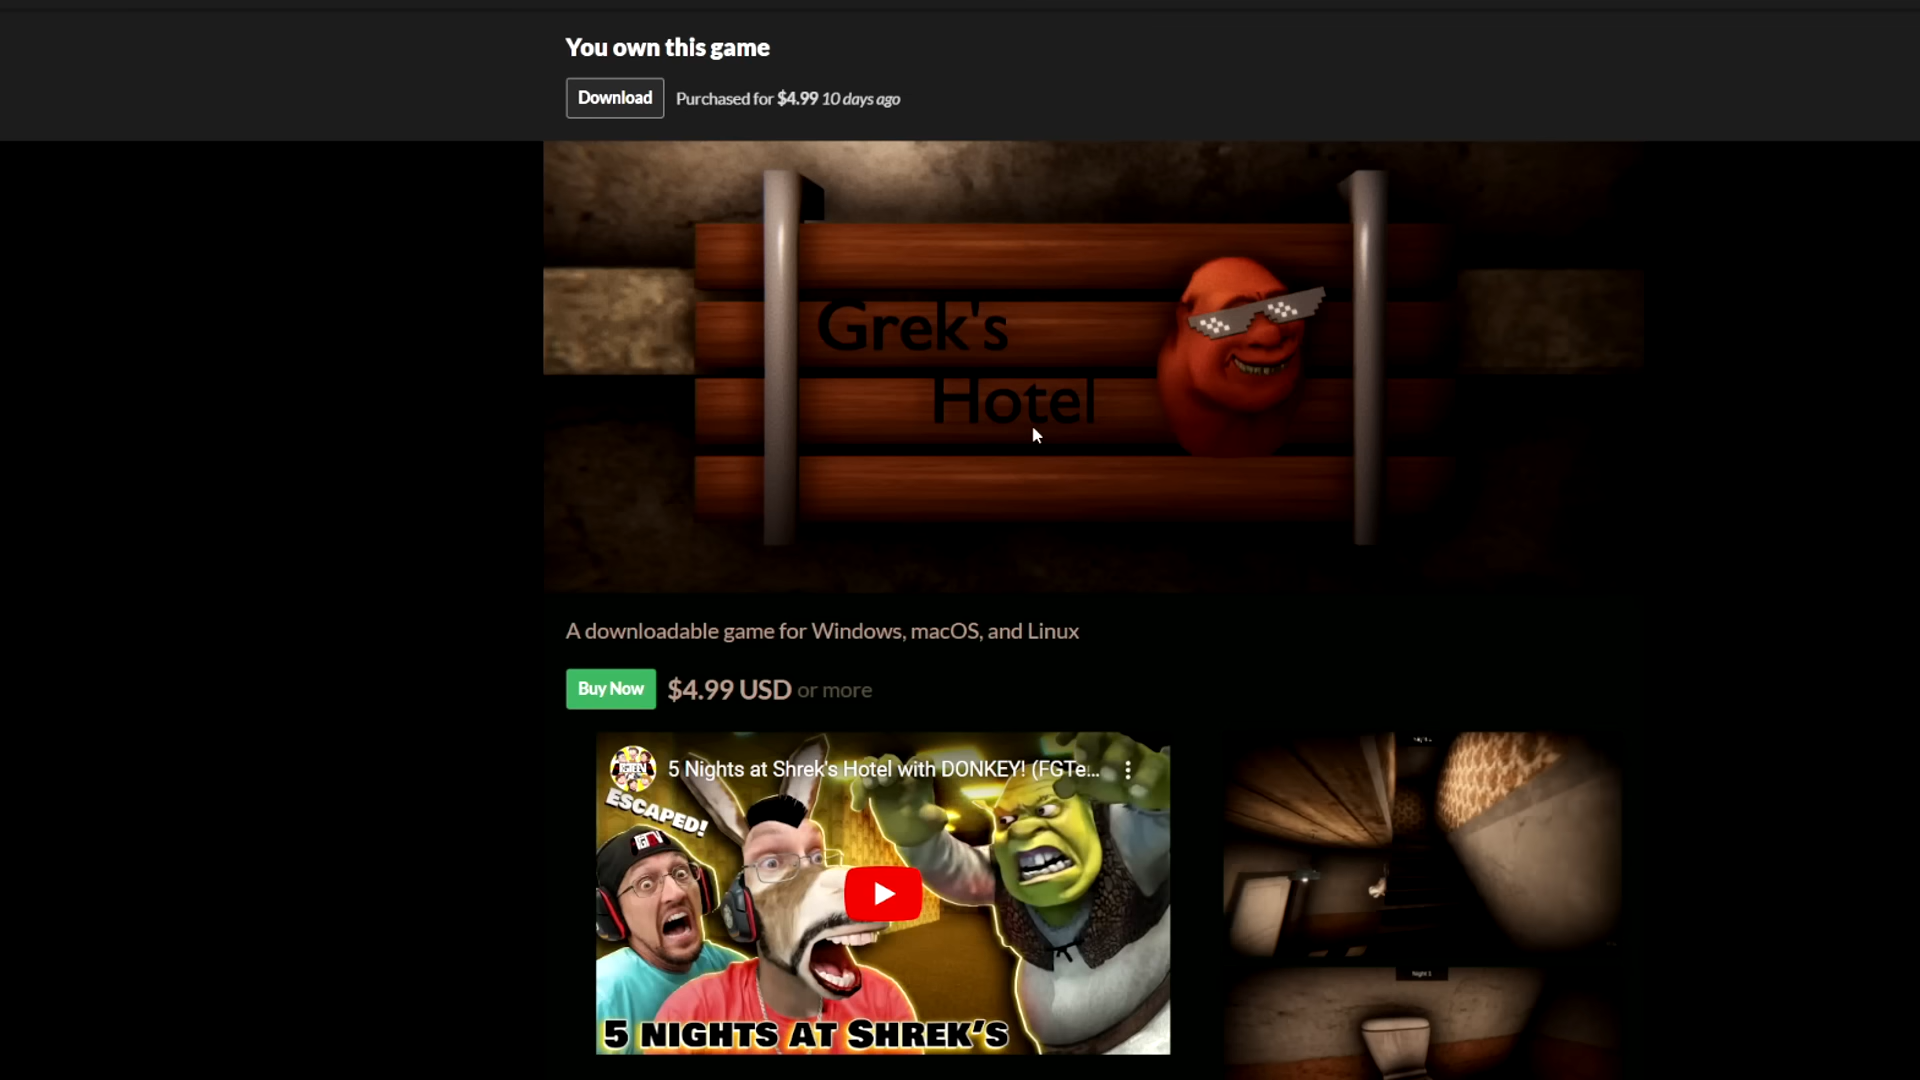 You own this game
Download Purchased for $4.99 10 days ago
Grek's
Hotel
A downloadable game for Windows, macOS, and Linux
Buy Now $4.99 USD or more
5 Nights at Shrek's Hotel with DONKEY! (FGTe...
ESCAPED!
5 NIGHTS AT SHREK'S
Night 1